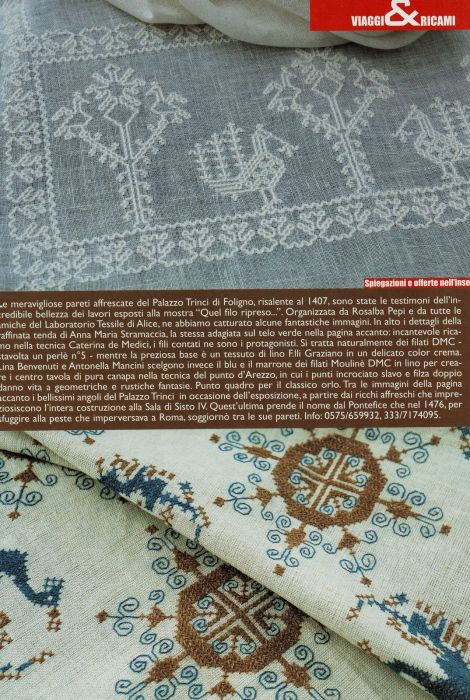 VIAGGI & RICAMI
Spiegazioni e offerte nell'inse
Le meravigliose pareti affrescate del Palazzo Trinci di Foligno, risalente al 1407, sono state le testimoni dell'in-
credibile bellezza dei lavori esposti alla mostra "Quel filo ripreso...". Organizzata da Rosalba Pepi e da tutte le
amiche del Laboratorio Tessile di Alice, ne abbiamo catturato alcune fantastiche immagini. In alto i dettagli della
raffinata tenda di Anna Maria Stramaccia, la stessa adagiata sul telo verde nella pagina accanto: incantevole rica-
mo nella tecnica Caterina de Medici, i fili contati ne sono i protagonisti. Si tratta naturalmente dei filati DMC -
stavolta un perlè n°5 - mentre la preziosa base è un tessuto di lino F.lli Graziano in un delicato color crema.
Lina Benvenuti e Antonella Mancini scelgono invece il blu e il marrone dei filati Mouliné DMC in lino per crea-
re i centro tavola di pura canapa nella tecnica del punto d'Arezzo, in cui i punti incrociato slavo e filza doppio
danno vita a geometrie e rustiche fantasie. Punto quadro per il classico orlo. Tra le immagini della pagina
accanto i bellissimi angoli del Palazzo Trinci in occasione dell'esposizione, a partire dai ricchi affreschi che impre-
ziosiscono l'intera costruzione alla Sala di Sisto IV. Quest'ultima prende il nome dal Pontefice che nel 1476, per
sfuggire alla peste che imperversava a Roma, soggiornò tra le sue pareti. Info: 0575/659932, 333/7174095.